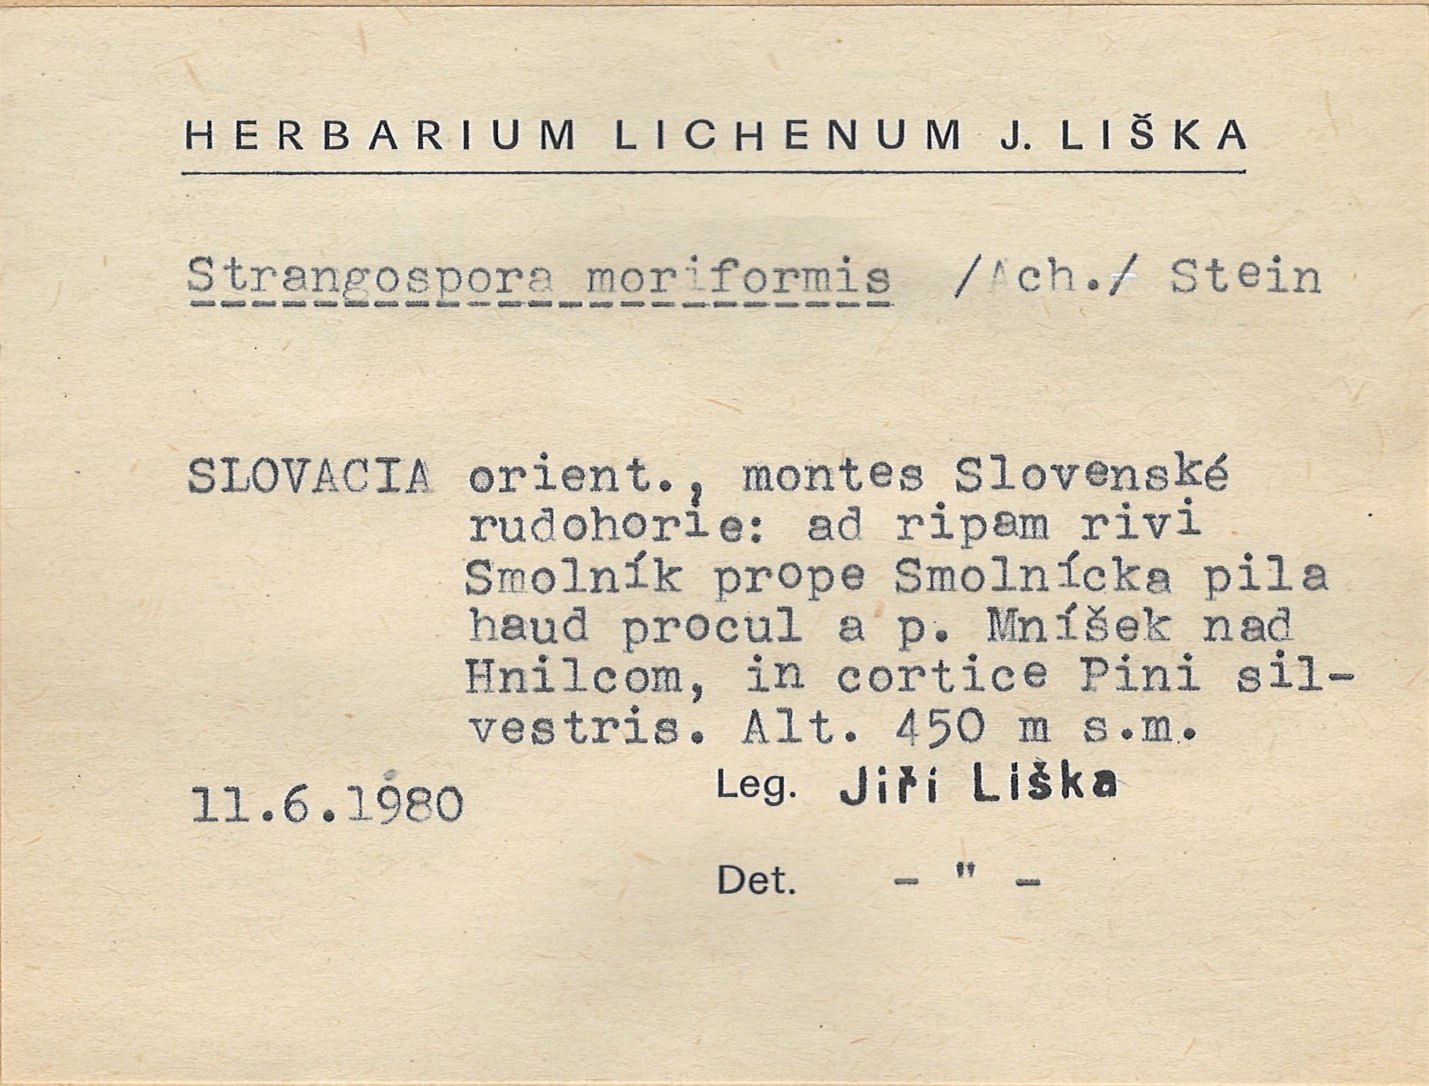 HERBARIUM LICHENUM J. LIŠKA
Strangospora moriformis /Ach./ Stein
SLOVACIA orient., montes Slovenské
rudohorie: ad ripam rivi
Smolník prope Smolnícka pila
haud procul a p. Mníšek nad
Hnilcom, in cortice Pini sil-
vestris. Alt. 450 m s.m.
11.6.1980 Leg. Jiří Liška
Det. - " -